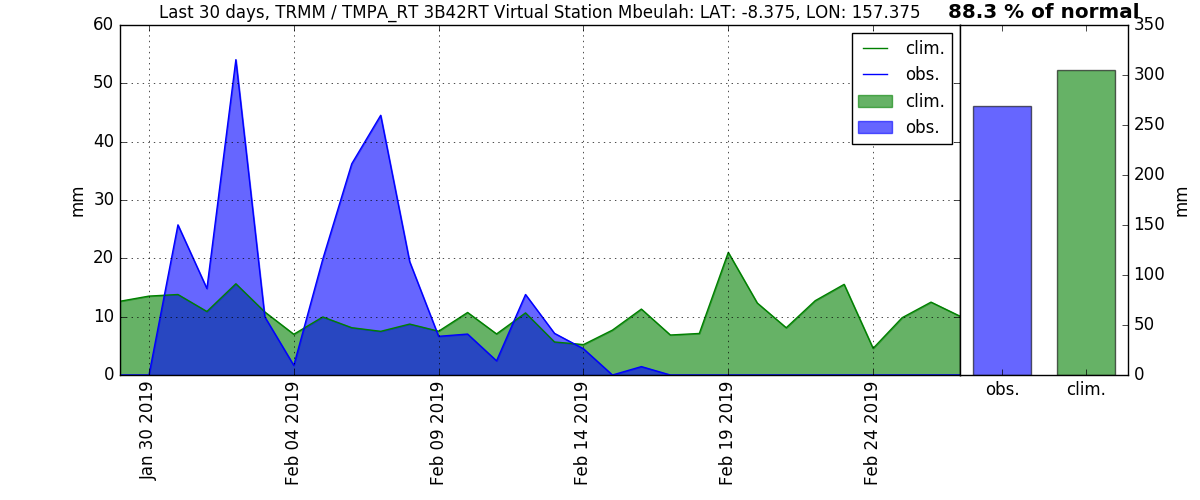 Last 30 days, TRMM / TMPA_RT 3B42RT Virtual Station Mbeulah: LAT: -8.375, LON: 157.375
88.3 % of normal
60
50
40
30
20
10
0
mm
clim.
obs.
clim.
obs.
Jan 30 2019
Feb 04 2019
Feb 09 2019
Feb 14 2019
Feb 19 2019
Feb 24 2019
350
300
250
200
150
100
50
0
mm
obs.
clim.